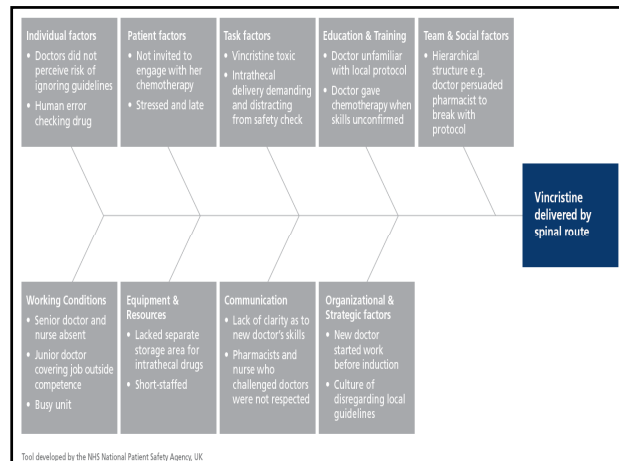 Individual factors
• Doctors did not
perceive risk of
ignoring guidelines
• Human error
checking drug
Patient factors
• Not invited to
engage with her
chemotherapy
• Stressed and late
Task factors
• Vincristine toxic
• Intrathecal
delivery demanding
and distracting
from safety check
Education & Training
• Doctor unfamiliar
with local protocol
• Doctor gave
chemotherapy when
skills unconfirmed
Team & Social factors
• Hierarchical
structure e.g.
doctor persuaded
pharmacist to
break with
protocol
Vincristine
delivered by
spinal route
Working Conditions
• Senior doctor and
nurse absent
• Junior doctor
covering job outside
competence
• Busy unit
Equipment &
Resources
• Lacked separate
storage area for
intrathecal drugs
• Short-staffed
Communication
• Lack of clarity as to
new doctor's skills
• Pharmacists and
nurse who
challenged doctors
were not respected
Organizational &
Strategic factors
• New doctor
started work
before induction
• Culture of
disregarding local
guidelines
Tool developed by the NHS National Patient Safety Agency, UK